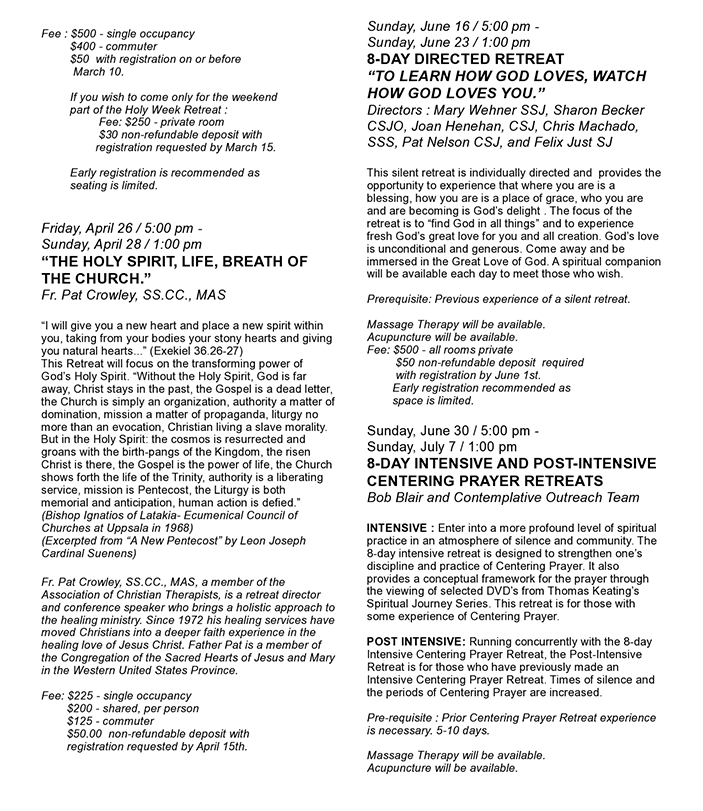 Fee : $500 - single occupancy
$400 - commuter
$50  with registration on or before
March 10.
If you wish to come only for the weekend
part of the Holy Week Retreat :
Fee: $250 - private room
$30 non-refundable deposit with
registration requested by March 15.
Early registration is recommended as
seating is limited.
Friday, April 26 / 5:00 pm -
Sunday, April 28 / 1:00 pm
“THE HOLY SPIRIT, LIFE, BREATH OF
THE CHURCH.”
Fr. Pat Crowley, SS.CC., MAS
“I will give you a new heart and place a new spirit within
you, taking from your bodies your stony hearts and giving
you natural hearts...” (Exekiel 36.26-27)
This Retreat will focus on the transforming power of
God’s Holy Spirit. “Without the Holy Spirit, God is far
away, Christ stays in the past, the Gospel is a dead letter,
the Church is simply an organization, authority a matter of
domination, mission a matter of propaganda, liturgy no
more than an evocation, Christian living a slave morality.
But in the Holy Spirit: the cosmos is resurrected and
groans with the birth-pangs of the Kingdom, the risen
Christ is there, the Gospel is the power of life, the Church
shows forth the life of the Trinity, authority is a liberating
service, mission is Pentecost, the Liturgy is both
memorial and anticipation, human action is defied.”
(Bishop Ignatios of Latakia- Ecumenical Council of
Churches at Uppsala in 1968)
(Excerpted from “A New Pentecost” by Leon Joseph
Cardinal Suenens)
Fr. Pat Crowley, SS.CC., MAS, a member of the
Association of Christian Therapists, is a retreat director
and conference speaker who brings a holistic approach to
the healing ministry. Since 1972 his healing services have
moved Christians into a deeper faith experience in the
healing love of Jesus Christ. Father Pat is a member of
the Congregation of the Sacred Hearts of Jesus and Mary
in the Western United States Province.
Fee: $225 - single occupancy
$200 - shared, per person
$125 - commuter
$50.00  non-refundable deposit with
registration requested by April 15th.
Sunday, June 16 / 5:00 pm -
Sunday, June 23 / 1:00 pm
8-DAY DIRECTED RETREAT
“TO LEARN HOW GOD LOVES, WATCH
HOW GOD LOVES YOU.”
Directors : Mary Wehner SSJ, Sharon Becker
CSJO, Joan Henehan, CSJ, Chris Machado,
SSS, Pat Nelson CSJ, and Felix Just SJ
This silent retreat is individually directed and  provides the
opportunity to experience that where you are is a
blessing, how you are is a place of grace, who you are
and are becoming is God’s delight . The focus of the
retreat is to “find God in all things” and to experience
fresh God’s great love for you and all creation. God’s love
is unconditional and generous. Come away and be
immersed in the Great Love of God. A spiritual companion
will be available each day to meet those who wish.
Prerequisite: Previous experience of a silent retreat.
Massage Therapy will be available.
Acupuncture will be available.
Fee: $500 - all rooms private
$50 non-refundable deposit  required
with registration by June 1st.
Early registration recommended as
space is limited.
Sunday, June 30 / 5:00 pm -
Sunday, July 7 / 1:00 pm
8-DAY INTENSIVE AND POST-INTENSIVE
CENTERING PRAYER RETREATS
Bob Blair and Contemplative Outreach Team
INTENSIVE : Enter into a more profound level of spiritual
practice in an atmosphere of silence and community. The
8-day intensive retreat is designed to strengthen one’s
discipline and practice of Centering Prayer. It also
provides a conceptual framework for the prayer through
the viewing of selected DVD’s from Thomas Keating’s
Spiritual Journey Series. This retreat is for those with
some experience of Centering Prayer.
POST INTENSIVE: Running concurrently with the 8-day
Intensive Centering Prayer Retreat, the Post-Intensive
Retreat is for those who have previously made an
Intensive Centering Prayer Retreat. Times of silence and
the periods of Centering Prayer are increased.
Pre-requisite : Prior Centering Prayer Retreat experience
is necessary. 5-10 days.
Massage Therapy will be available.
Acupuncture will be available.